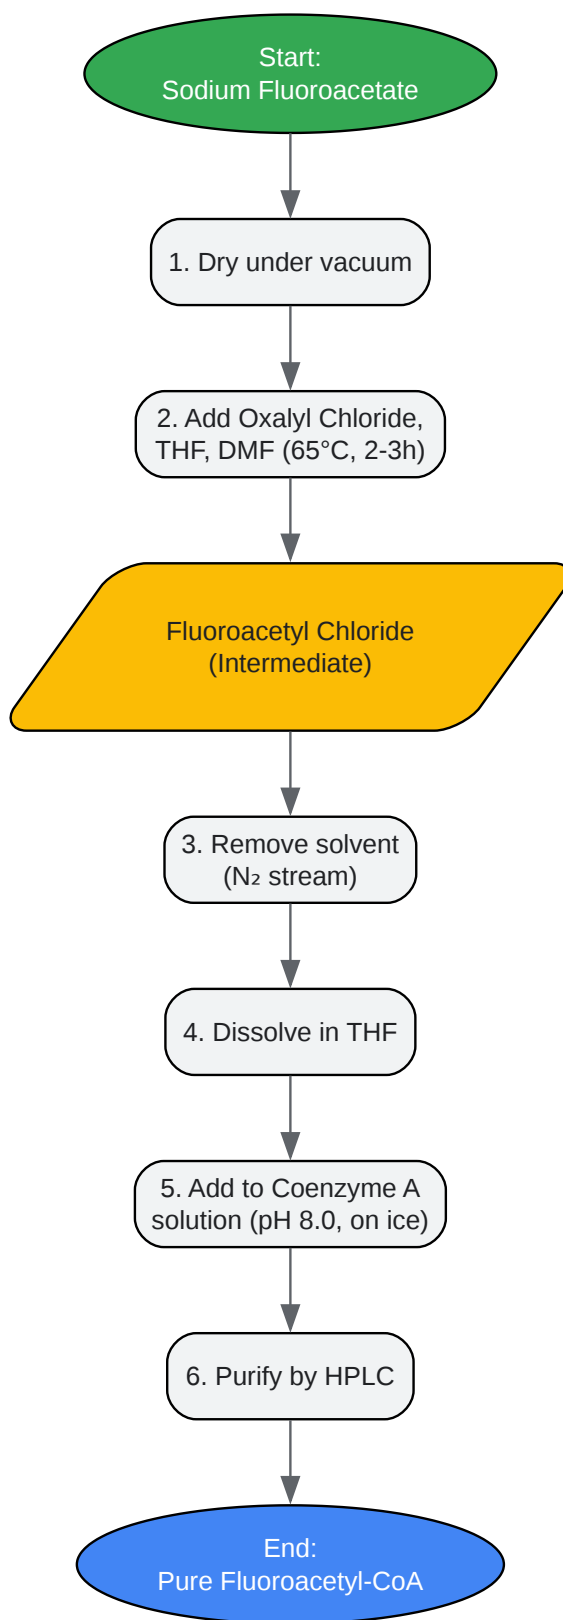 Start:
Sodium Fluoroacetate
1. Dry under vacuum
2. Add Oxalyl Chloride,
THF, DMF (65°C, 2-3h)
Fluoroacetyl Chloride
(Intermediate)
3. Remove solvent
(N₂ stream)
4. Dissolve in THF
5. Add to Coenzyme A
solution (pH 8.0, on ice)
6. Purify by HPLC
End:
Pure Fluoroacetyl-CoA